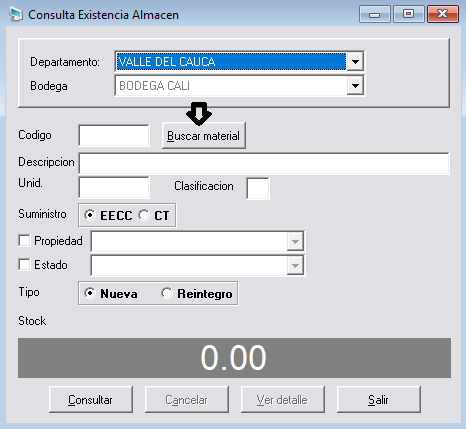 Consulta Existencia Almacen
Departamento: VALLE DEL CAUCA
Bodega BODEGA CALI
Codigo Buscar material
Descripcion
Unid. Clasificacion
Suministro EECC CT
Propiedad
Estado
Tipo Nueva Reintegro
Stock
0.00
Consultar Cancelar Ver detalle Salir